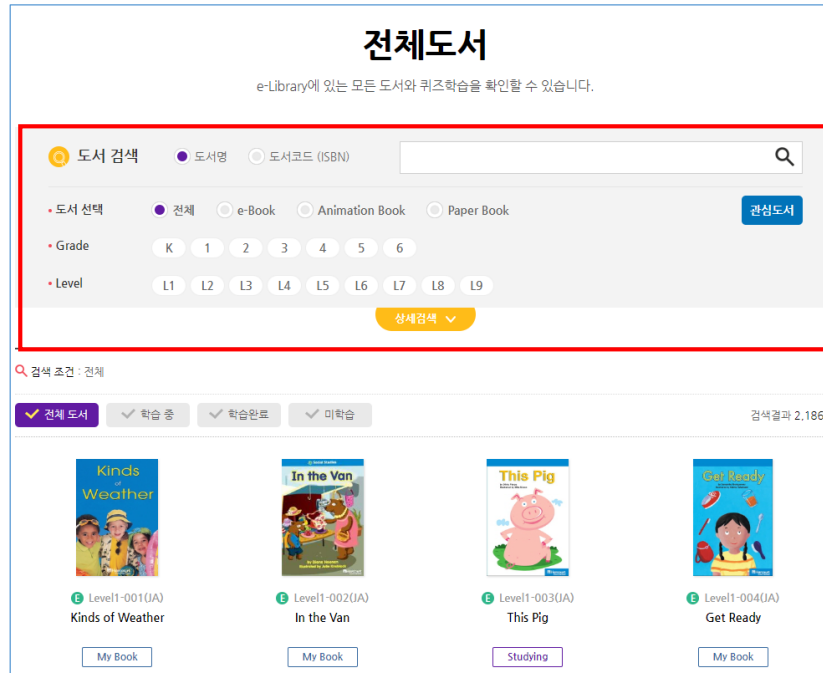 전체도서
e-Library에 있는 모든 도서와 퀴즈학습을 확인할 수 있습니다.
Q 도서 검색 도서명 도서코드 (ISBN)
• 도서 선택 전체 e-Book Animation Book Paper Book 관심도서
• Grade K 1 2 3 4 5 6
• Level L1 L2 L3 L4 L5 L6 L7 L8 L9
상세검색
검색 조건 : 전체
전체 도서 학습 중 학습완료 미학습 검색결과 2,186
Kinds
of
Weather
In the Van
This Pig
Get Ready
E Level1-001(JA) E Level1-002(JA) E Level1-003(JA) E Level1-004(JA)
Kinds of Weather In the Van This Pig Get Ready
My Book My Book Studying My Book